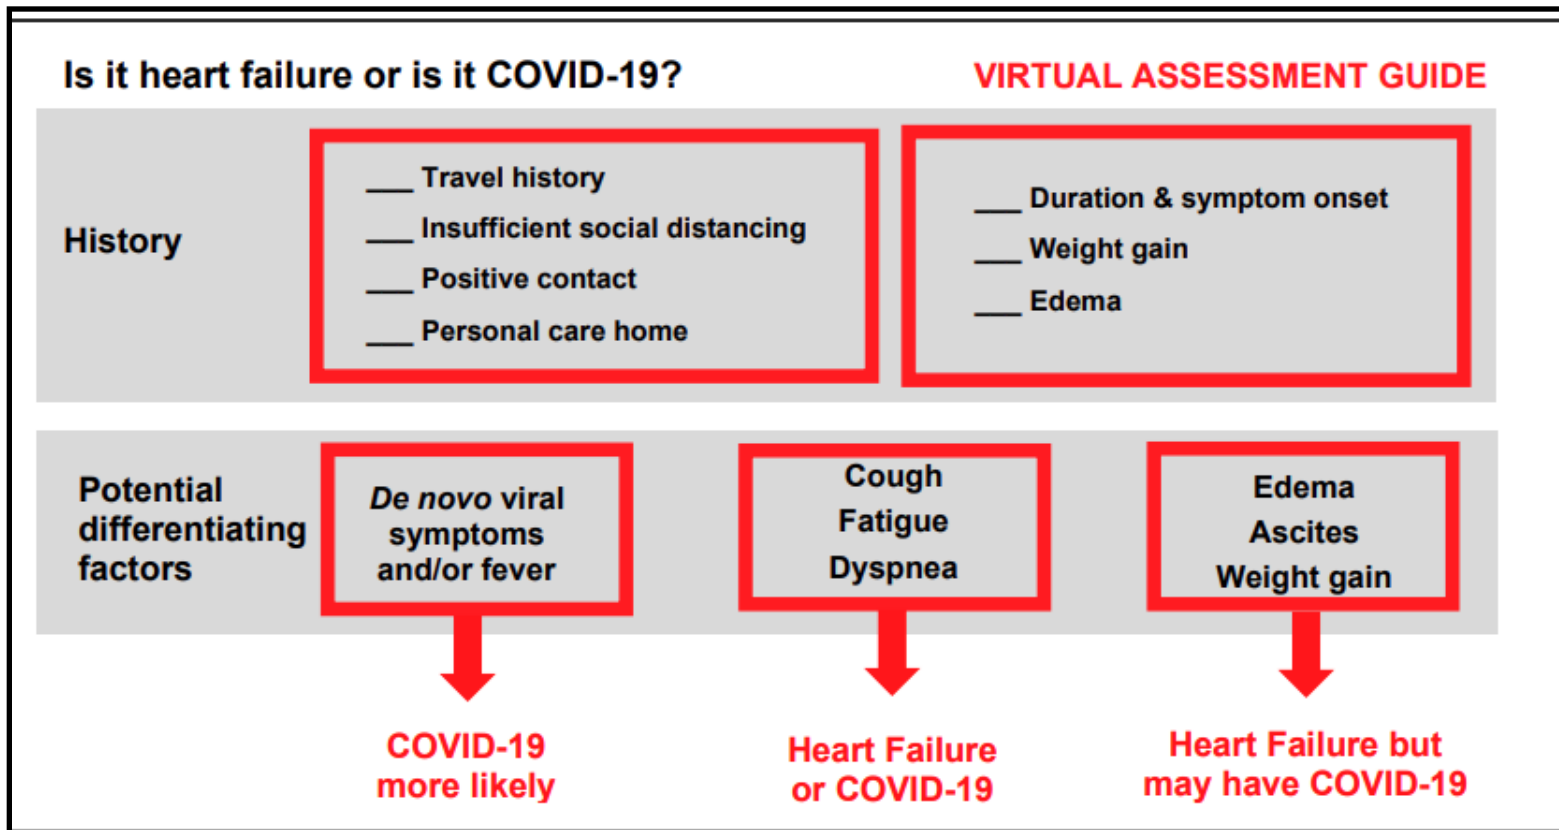 Is it heart failure or is it COVID-19?
VIRTUAL ASSESSMENT GUIDE
History
___ Travel history
___ Insufficient social distancing
___ Positive contact
___ Personal care home
___ Duration & symptom onset
___ Weight gain
___ Edema
Potential
differentiating
factors
De novo viral
symptoms
and/or fever
Cough
Fatigue
Dyspnea
Edema
Ascites
Weight gain
COVID-19
more likely
Heart Failure
or COVID-19
Heart Failure but
may have COVID-19